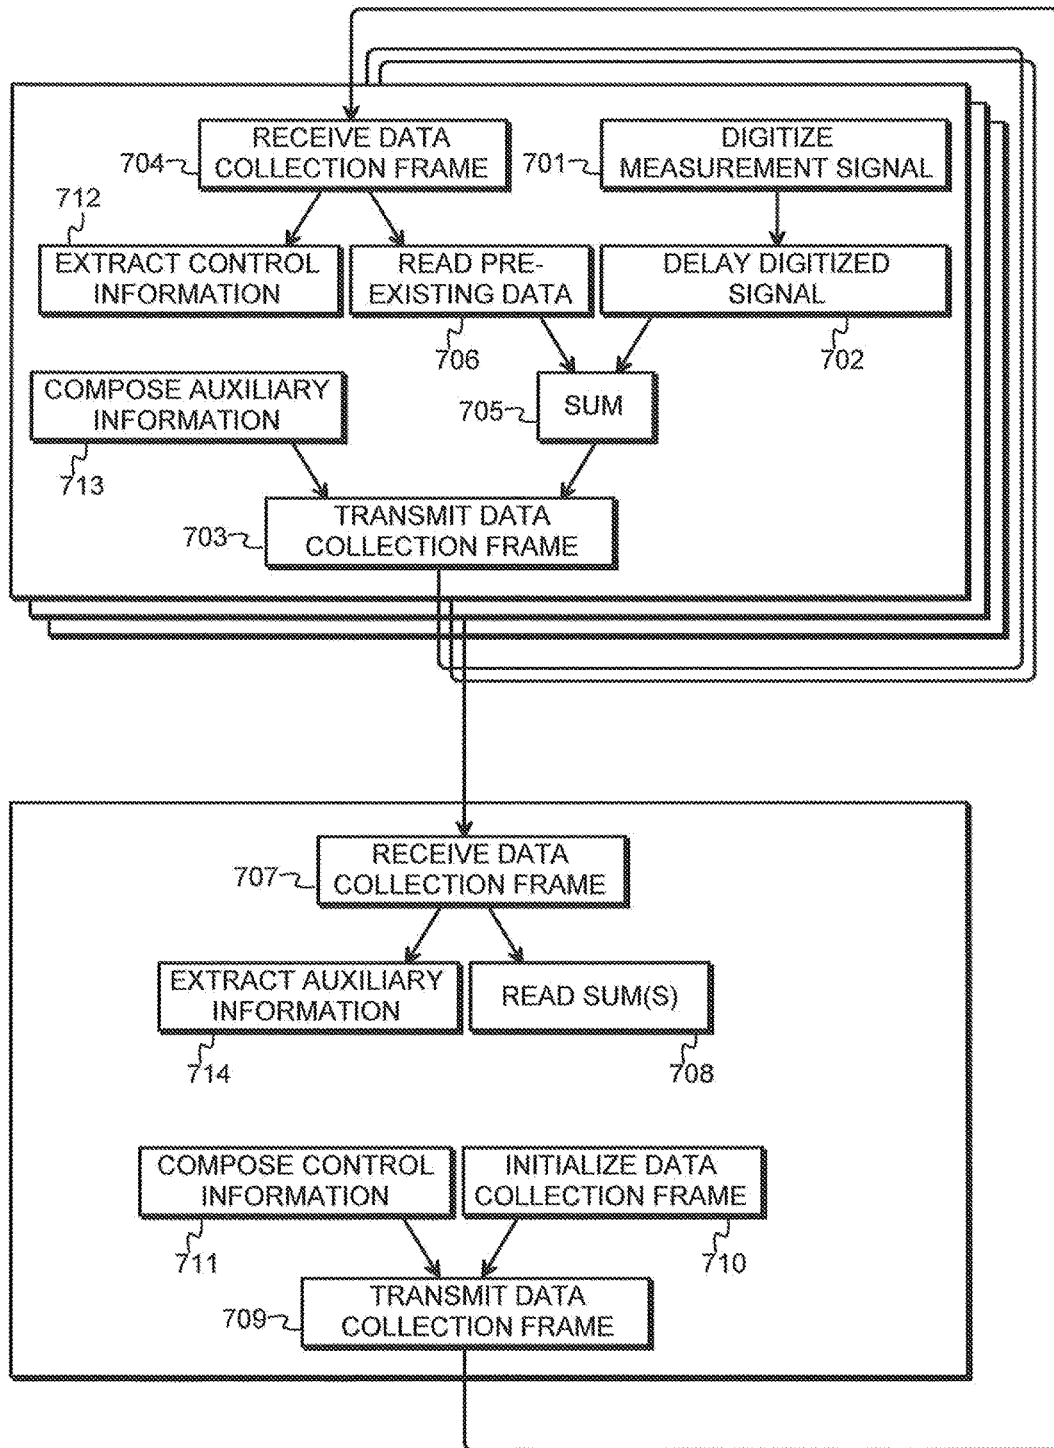 RECEIVE DATA
COLLECTION FRAME
704
DIGITIZE
MEASUREMENT SIGNAL
701
712
EXTRACT CONTROL
INFORMATION
READ PRE-
EXISTING DATA
706
DELAY DIGITIZED
SIGNAL
702
COMPOSE AUXILIARY
INFORMATION
713
705
SUM
703
TRANSMIT DATA
COLLECTION FRAME
707
RECEIVE DATA
COLLECTION FRAME
EXTRACT AUXILIARY
INFORMATION
714
READ SUM(S)
708
COMPOSE CONTROL
INFORMATION
711
INITIALIZE DATA
COLLECTION FRAME
710
709
TRANSMIT DATA
COLLECTION FRAME